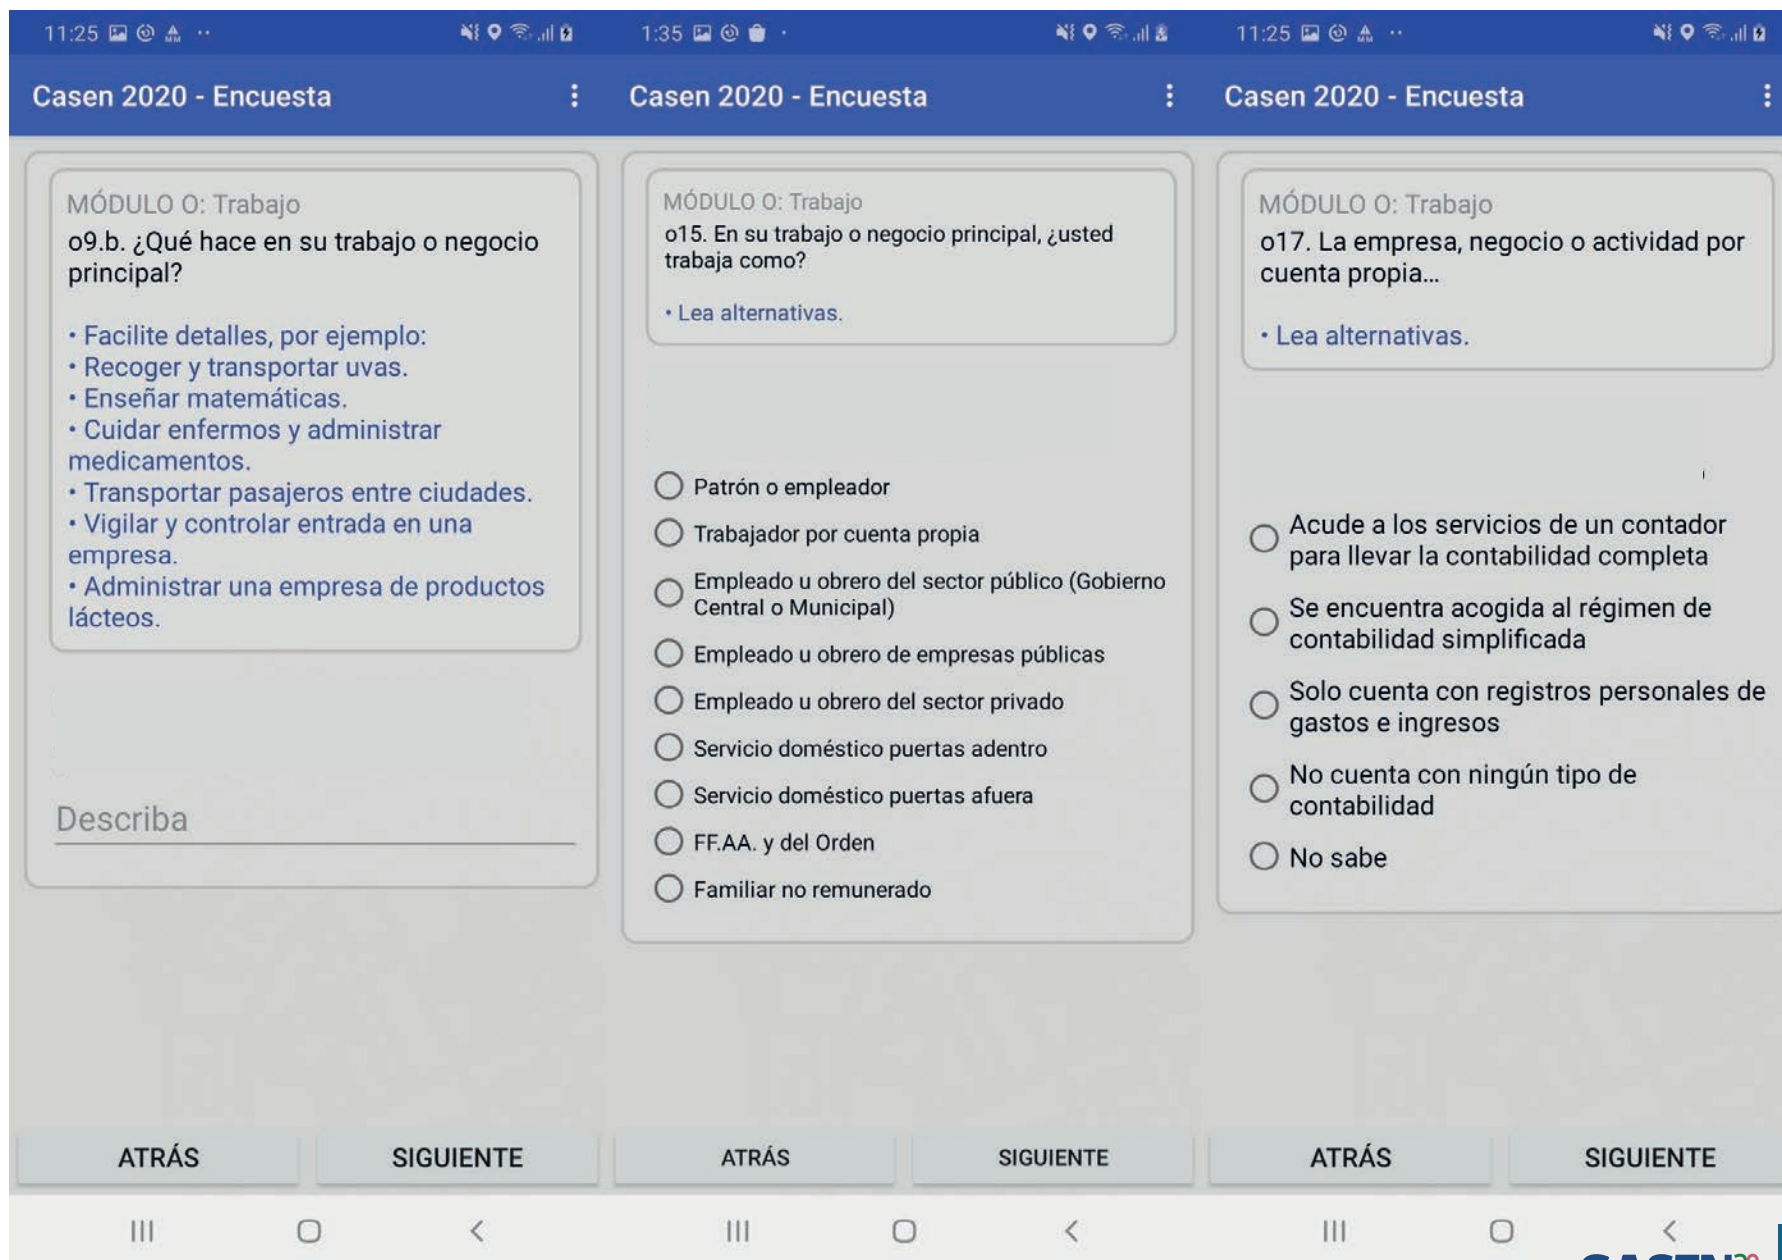 11:25
Casen 2020 - Encuesta
MÓDULO O: Trabajo
o9.b. ¿Qué hace en su trabajo o negocio
principal?
• Facilite detalles, por ejemplo:
• Recoger y transportar uvas.
• Enseñar matemáticas.
• Cuidar enfermos y administrar
medicamentos.
• Transportar pasajeros entre ciudades.
• Vigilar y controlar entrada en una
empresa.
• Administrar una empresa de productos
lácteos.
Describa
ATRÁS
SIGUIENTE
1:35
Casen 2020 - Encuesta
MÓDULO O: Trabajo
o15. En su trabajo o negocio principal, ¿usted
trabaja como?
• Lea alternativas.
Patrón o empleador
Trabajador por cuenta propia
Empleado u obrero del sector público (Gobierno
Central o Municipal)
Empleado u obrero de empresas públicas
Empleado u obrero del sector privado
Servicio doméstico puertas adentro
Servicio doméstico puertas afuera
FF.AA. y del Orden
Familiar no remunerado
ATRÁS
SIGUIENTE
11:25
Casen 2020 - Encuesta
MÓDULO O: Trabajo
o17. La empresa, negocio o actividad por
cuenta propia...
• Lea alternativas.
Acude a los servicios de un contador
para llevar la contabilidad completa
Se encuentra acogida al régimen de
contabilidad simplificada
Solo cuenta con registros personales de
gastos e ingresos
No cuenta con ningún tipo de
contabilidad
No sabe
ATRÁS
SIGUIENTE